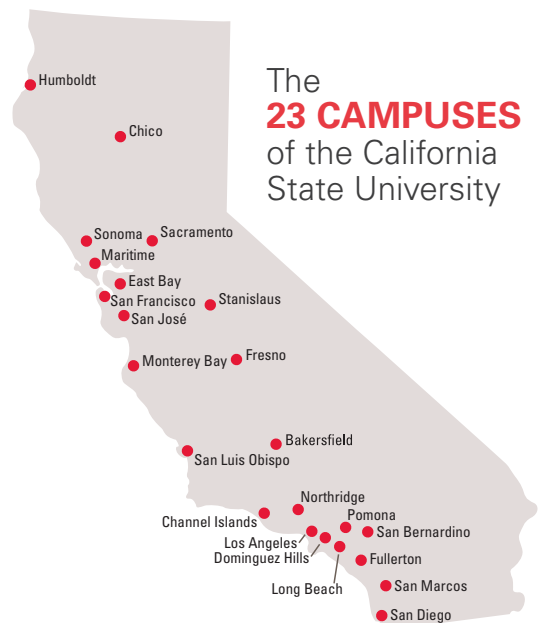 The
23 CAMPUSES
of the California
State University
Humboldt
Chico
Sonoma
Sacramento
Maritime
East Bay
San Francisco
Stanislaus
San José
Monterey Bay
Fresno
Bakersfield
San Luis Obispo
Northridge
Channel Islands
Pomona
San Bernardino
Los Angeles
Dominguez Hills
Fullerton
Long Beach
San Marcos
San Diego